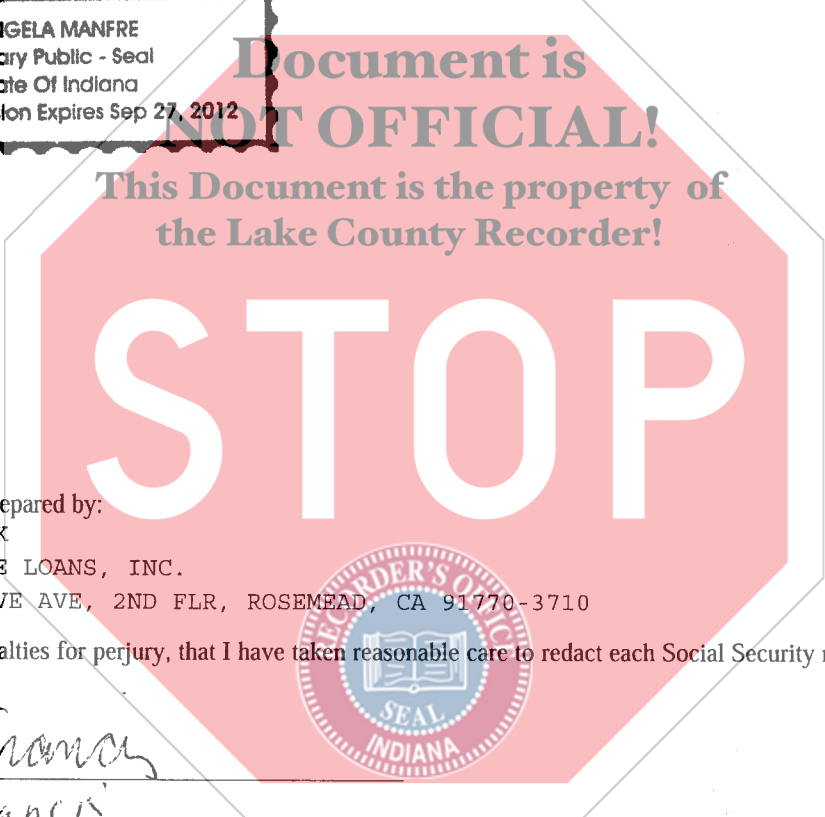 NGELA MANFRE
ary Public - Seal
ate Of Indiana
ion Expires Sep 27, 2012
Document is
NOT OFFICIAL!
This Document is the property of
the Lake County Recorder!
STOP
epared by:
X
E LOANS, INC.
VE AVE, 2ND FLR, ROSEMEAD, CA 91770-3710
alties for perjury, that I have taken reasonable care to redact each Social Security
RECORDER'S OFFICE
SEAL
INDIANA